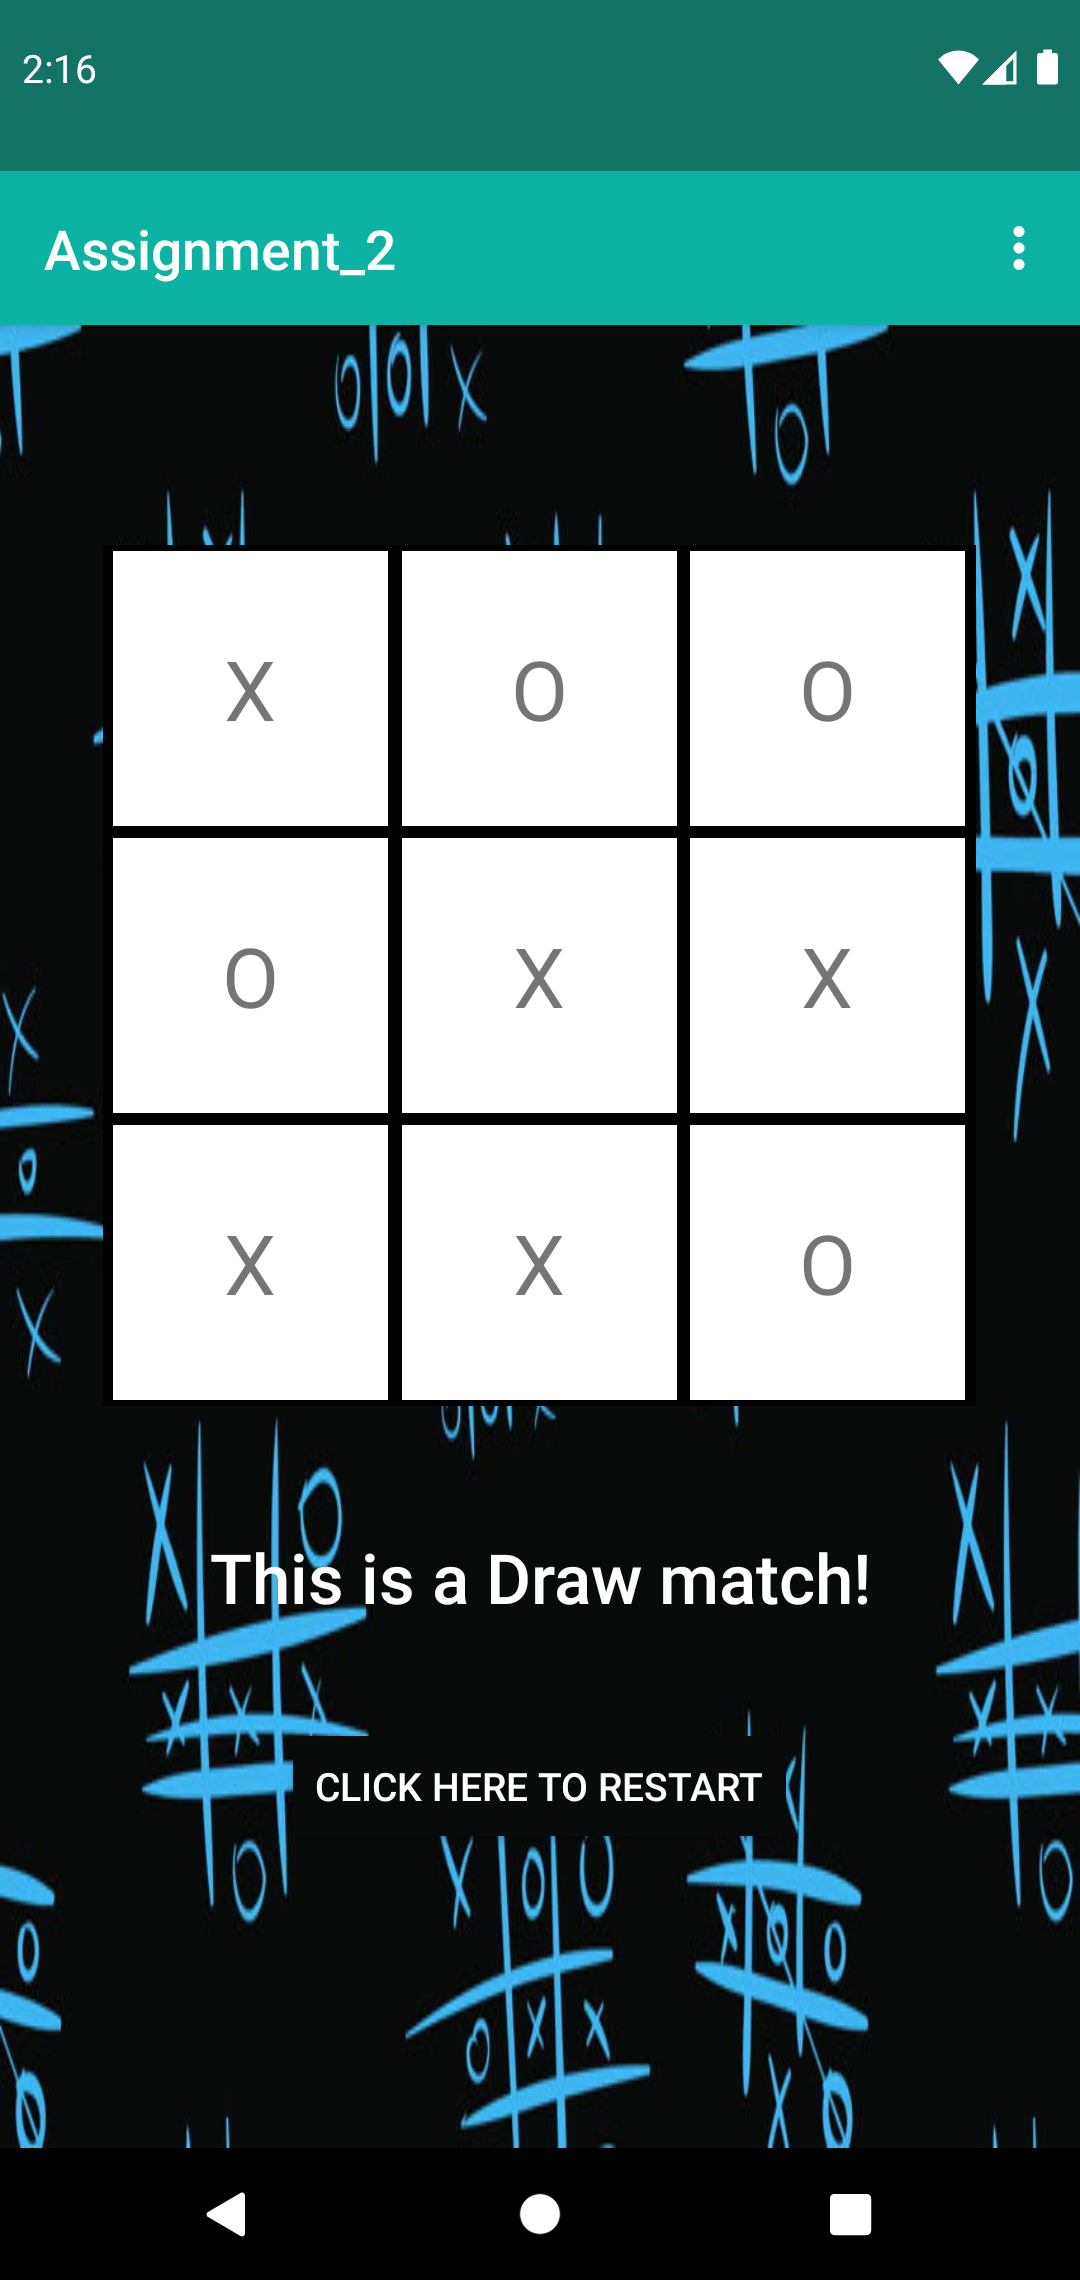 2:16
Assignment_2
X O O
O X X
X X O
This is a Draw match!
CLICK HERE TO RESTART